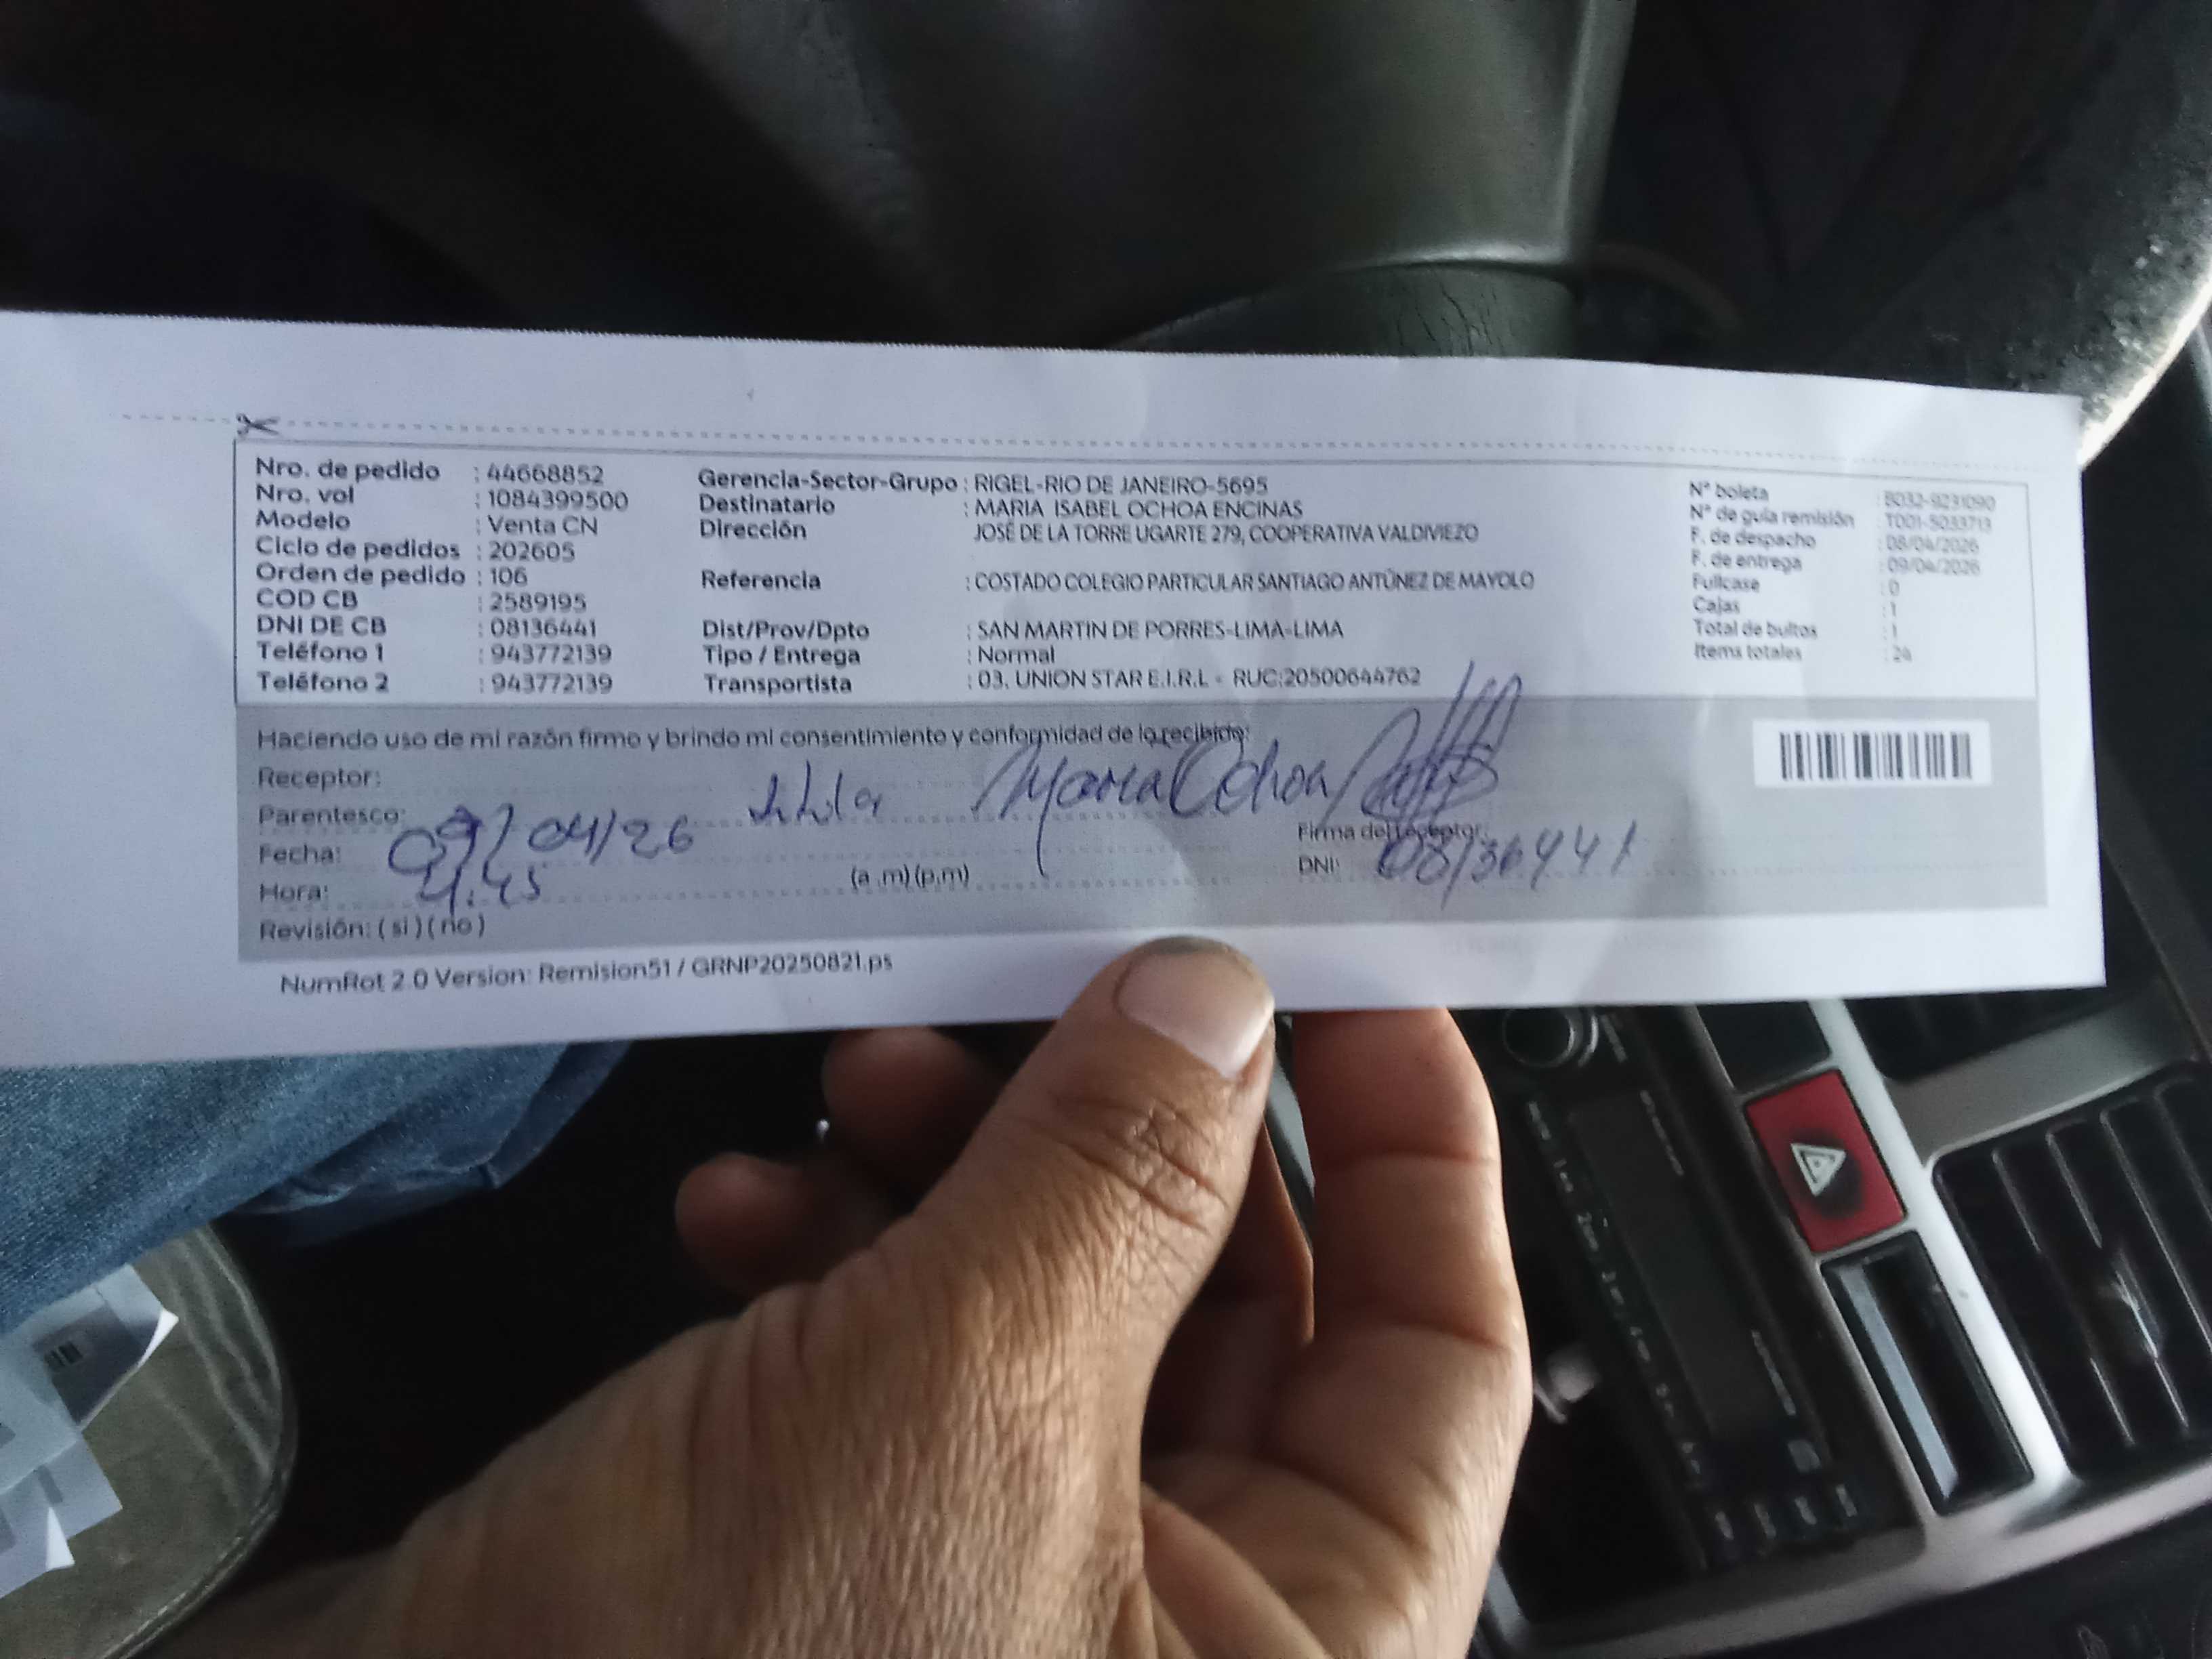 Nro. de pedido : 44668852
Nro. vol : 1084399500
Modelo : Venta CN
Ciclo de pedidos : 202605
Orden de pedido : 106
COD CB : 2589195
DNI DE CB : 08136441
Teléfono 1 : 943772139
Teléfono 2 : 943772139
Gerencia-Sector-Grupo : RIGEL-RIO DE JANEIRO-5695
Destinatario : MARIA ISABEL OCHOA ENCINAS
Dirección JOSÉ DE LA TORRE UGARTE 279, COOPERATIVA VALDIVIEZO
Referencia : COSTADO COLEGIO PARTICULAR SANTIAGO ANTÚNEZ DE MAYOLO
Dist/Prov/Dpto : SAN MARTIN DE PORRES-LIMA-LIMA
Tipo / Entrega : Normal
Transportista : 03. UNION STAR E.I.R.L - RUC:20500644762
N° boleta : B032-9231090
N° de guía remisión : T001-5033713
F. de despacho : 08/04/2026
F. de entrega : 09/04/2026
Fullcase : 0
Cajas : 1
Total de bultos : 1
Items totales : 24
Haciendo uso de mi razón firmo y brindo mi consentimiento y conformidad de lo recibido:
Receptor: Maria Ochoa
Parentesco:
Fecha: 09/04/26
Firma del receptor:
Hora: 4:45 (a .m) (p.m)
DNI: 08136441
Revisión: ( si ) ( no )
NumRot 2.0 Version: Remision51 / GRNP20250821.ps